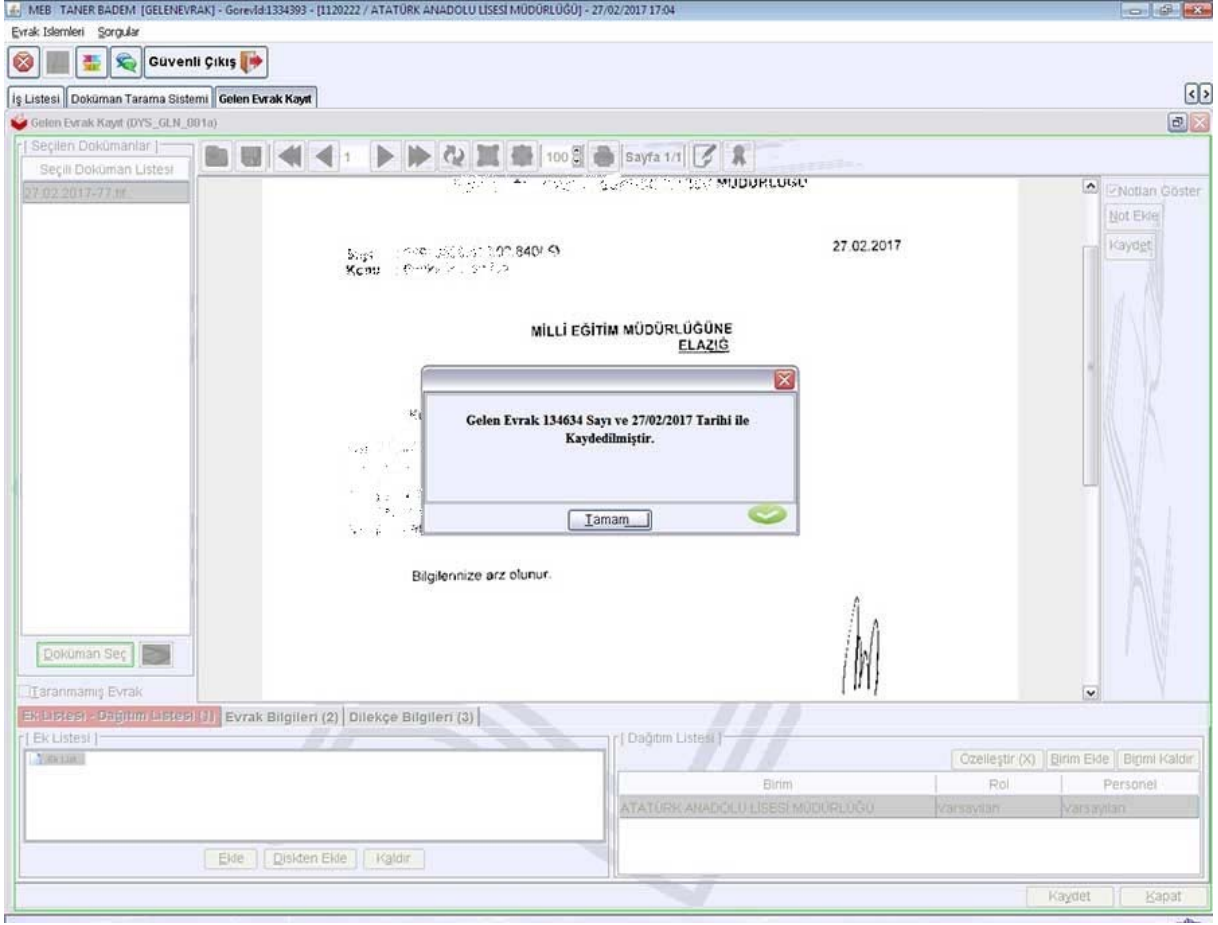 MEB TANER BADEM [GELENEVRAK] - GorevId:1334393 - [1120222 / ATATÜRK ANADOLU LİSESİ MÜDÜRLÜĞÜ] - 27/02/2017 17:04
Evrak Islemleri Sorgular
Güvenli Çıkış
İş Listesi Doküman Tarama Sistemi Gelen Evrak Kayıt
Gelen Evrak Kayıt (DYS_GLN_001a)
[ Seçilen Dokümanlar ]
1 100 Sayfa 1/1
Seçili Doküman Listesi
27.02.2017-77.tif
MÜDÜRLÜĞÜ
Notları Göster
Not Ekle
Kaydet
27.02.2017
Konu
MİLLİ EĞİTİM MÜDÜRLÜĞÜNE
ELAZIĞ
Gelen Evrak 134634 Sayı ve 27/02/2017 Tarihi ile
Kaydedilmiştir.
Tamam
Bilgilerinize arz olunur.
Doküman Seç
Taranmamış Evrak
Ek Listesi - Dağıtım Listesi (1) Evrak Bilgileri (2) Dilekçe Bilgileri (3)
[ Ek Listesi ] [ Dağıtım Listesi ]
Özelleştir (X) Birim Ekle Birimi Kaldır
Birim Rol Personel
ATATÜRK ANADOLU LİSESİ MÜDÜRLÜĞÜ Varsayılan Varsayılan
Ekle Diskten Ekle Kaldır
Kaydet Kapat